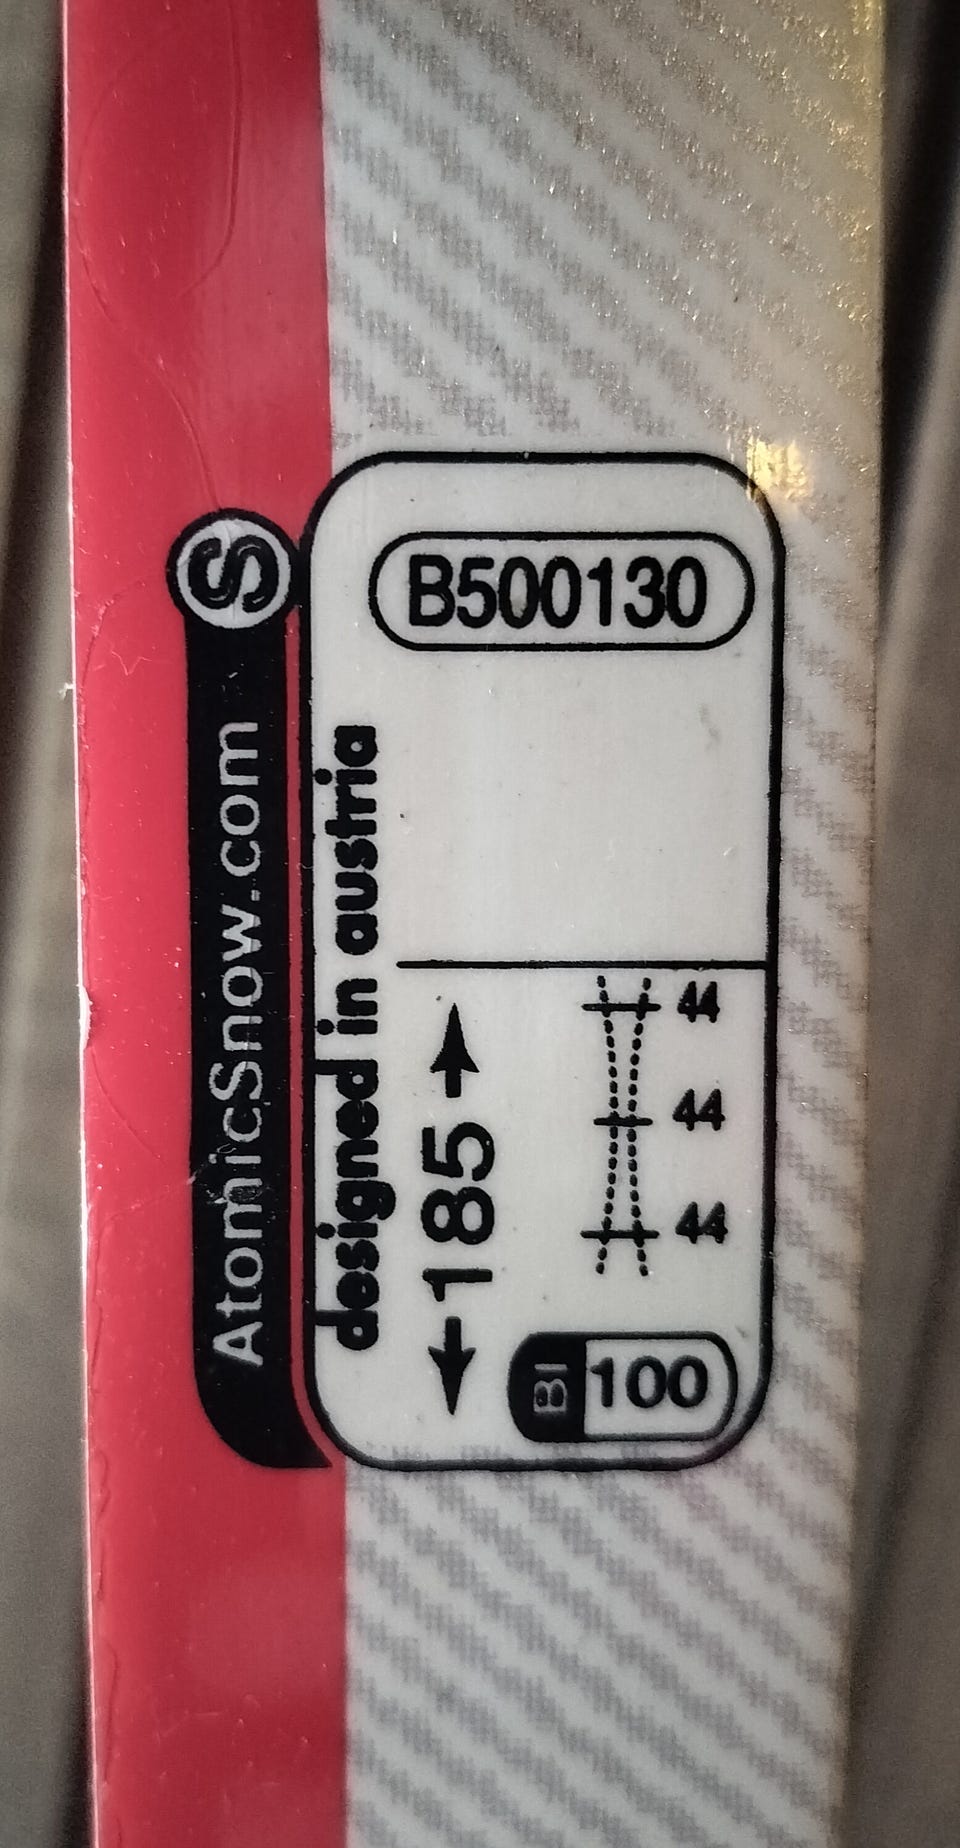 S AtomicSnow.com
B500130
designed in austria
185
44
44
44
BI 100